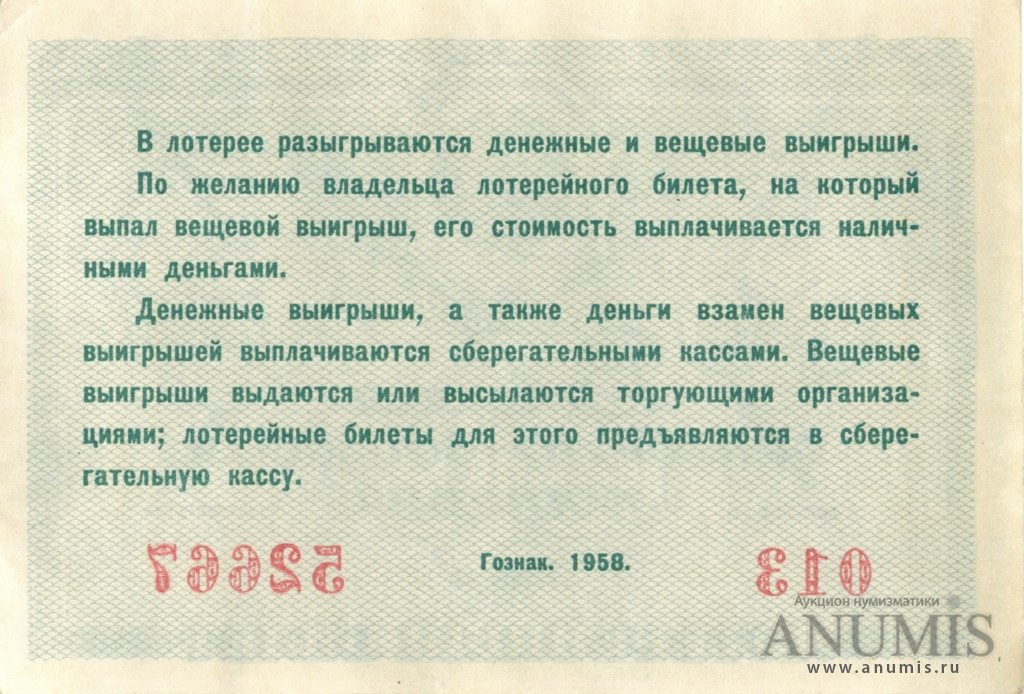 В лотерее разыгрываются денежные и вещевые выигрыши.
По желанию владельца лотерейного билета, на который
выпал вещевой выигрыш, его стоимость выплачивается налич-
ными деньгами.
Денежные выигрыши, а также деньги взамен вещевых
выигрышей выплачиваются сберегательными кассами. Вещевые
выигрыши выдаются или высылаются торгующими организа-
циями; лотерейные билеты для этого предъявляются в сбере-
гательную кассу.
52667 Гознак. 1958. 013
Аукцион нумизматики
ANUMIS
www.anumis.ru